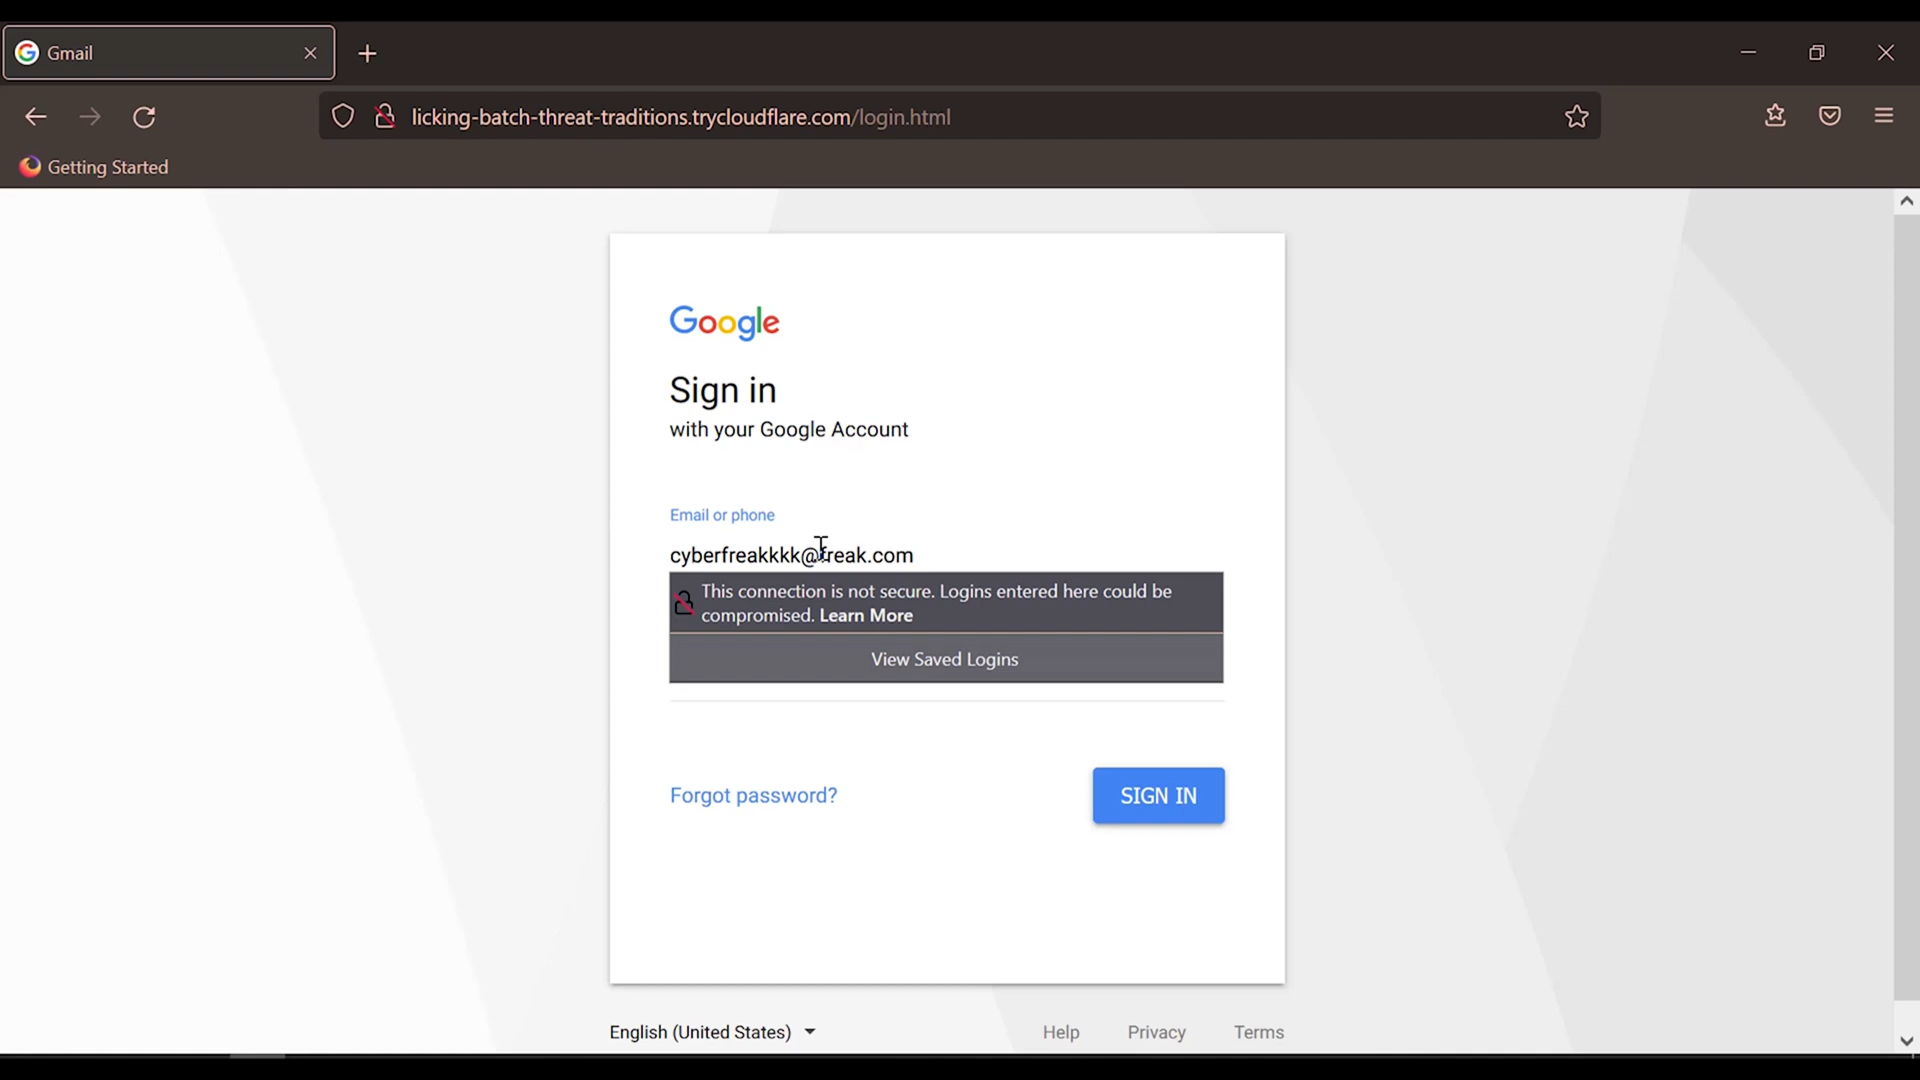 Gmail
licking-batch-threat-traditions.trycloudflare.com/login.html
Getting Started
Google
Sign in
with your Google Account
Email or phone
cyberfreakkkk@freak.com
This connection is not secure. Logins entered here could be
compromised. Learn More
View Saved Logins
Forgot password?
SIGN IN
English (United States)
Help
Privacy
Terms